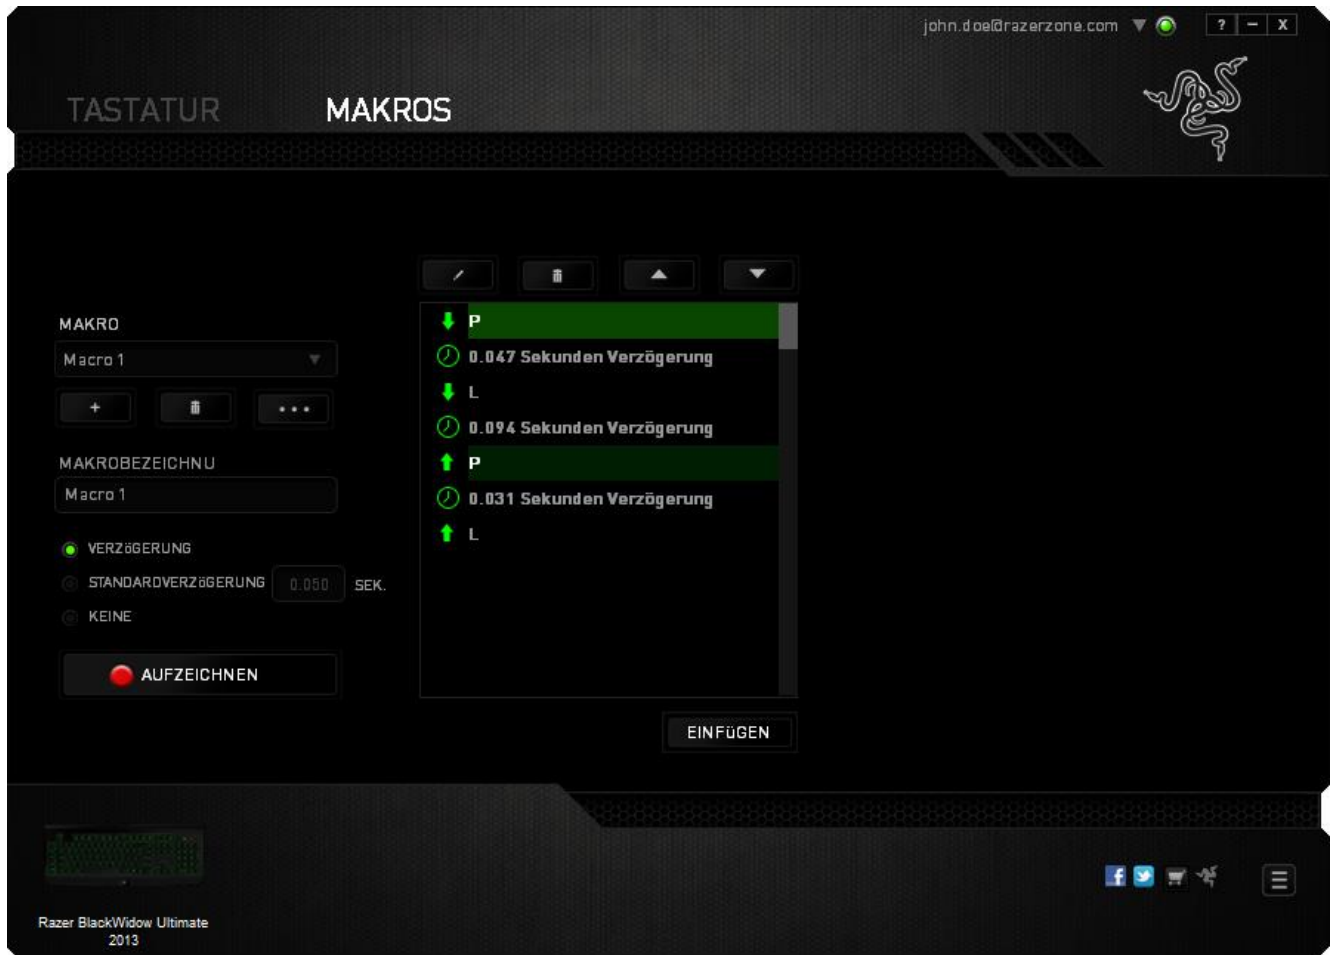 john.doe@razerzone.com
?
–
X
TASTATUR
MAKROS
MAKRO
Macro 1
+
...
MAKROBEZEICHNU
Macro 1
VERZöGERUNG
STANDARDVERZöGERUNG 0.050 SEK.
KEINE
AUFZEICHNEN
P
0.047 Sekunden Verzögerung
L
0.094 Sekunden Verzögerung
P
0.031 Sekunden Verzögerung
L
EINFüGEN
Razer BlackWidow Ultimate
2013